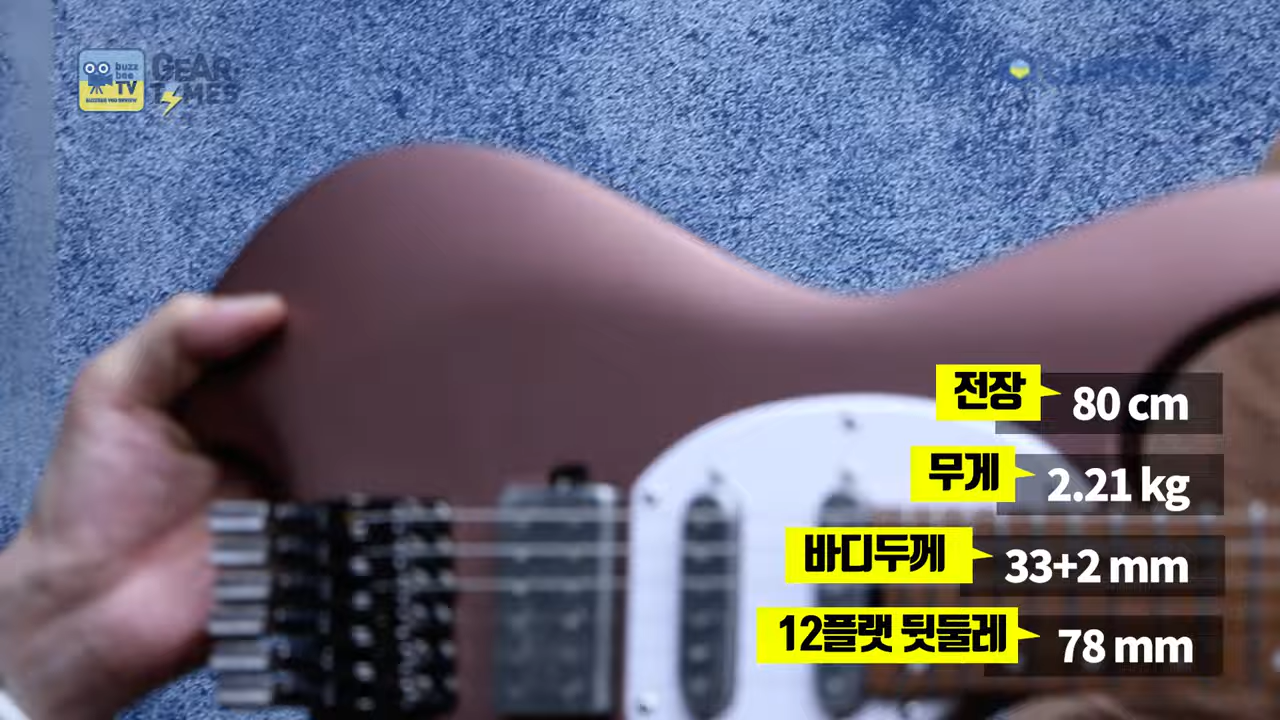 buzz
bee
TV
GEAR
TIMES
전장
80 cm
무게
2.21 kg
바디두께
33+2 mm
12플랫 뒷둘레
78 mm